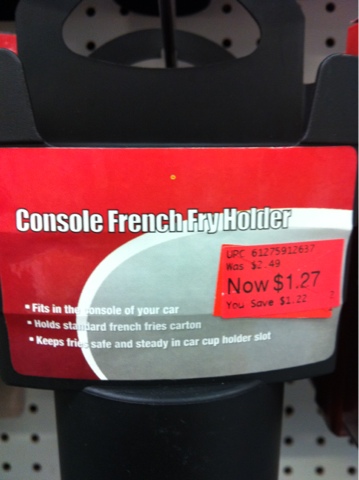 Console French Fry Holder
UPC 61275912637
Was $2.49
Now $1.27
You Save $1.22
• Fits in the console of your car
• Holds standard french fries carton
• Keeps fries safe and steady in car cup holder slot